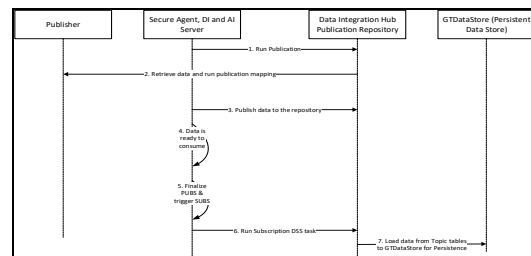 Publisher
Secure Agent, DI and AI
Server
Data Integration Hub
Publication Repository
GTDataStore (Persistent
Data Store)
1. Run Publication
2. Retrieve data and run publication mapping
3. Publish data to the repository
4. Data is
ready to
consume
5. Finalize
PUBS &
trigger SUBS
6. Run Subscription DSS task
7. Load data from Topic tables
to GTDataStore for Persistence